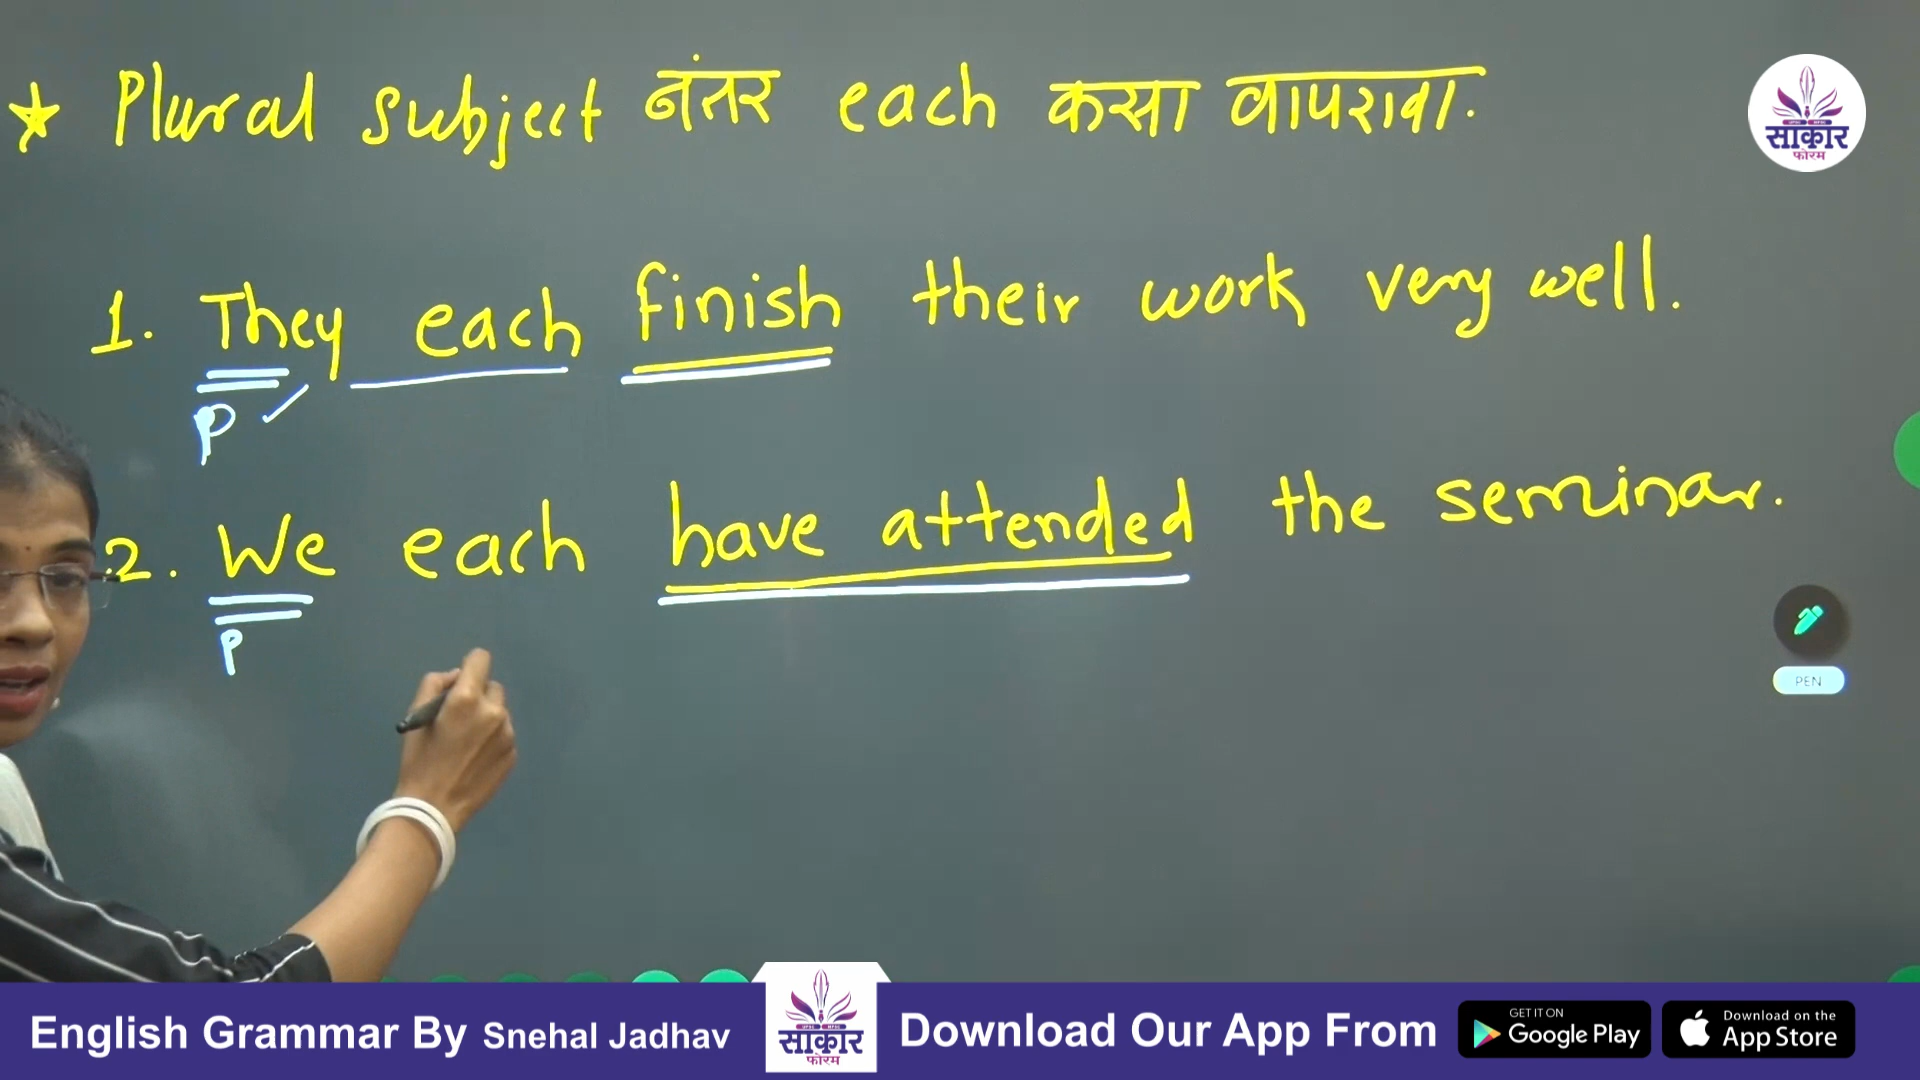 ★ Plural subject नंतर each कसा वापरावा.
साकार
फोरम
1. They each finish their work very well.
P ✓
2. We each have attended the seminar.
P
PEN
English Grammar By Snehal Jadhav
साकार
फोरम
Download Our App From
GET IT ON
Google Play
Download on the
App Store